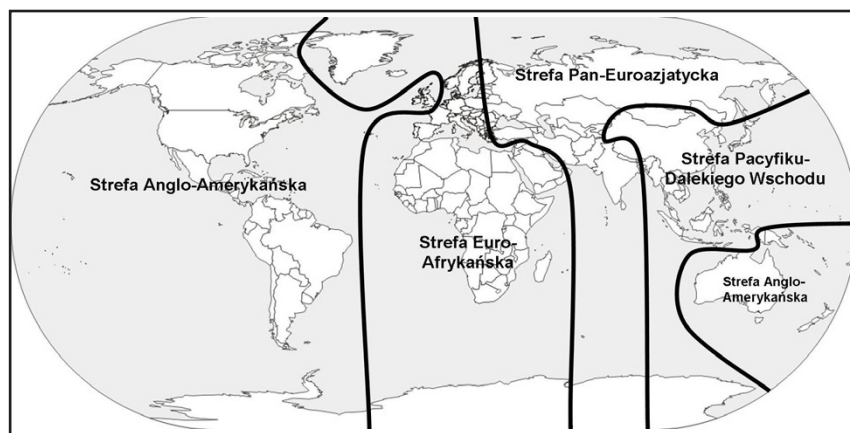 Strefa Pan-Euroazjatycka
Strefa Pacyfiku-
Dalekiego Wschodu
Strefa Anglo-Amerykańska
Strefa Euro-
Afrykańska
Strefa Anglo-
Amerykańska